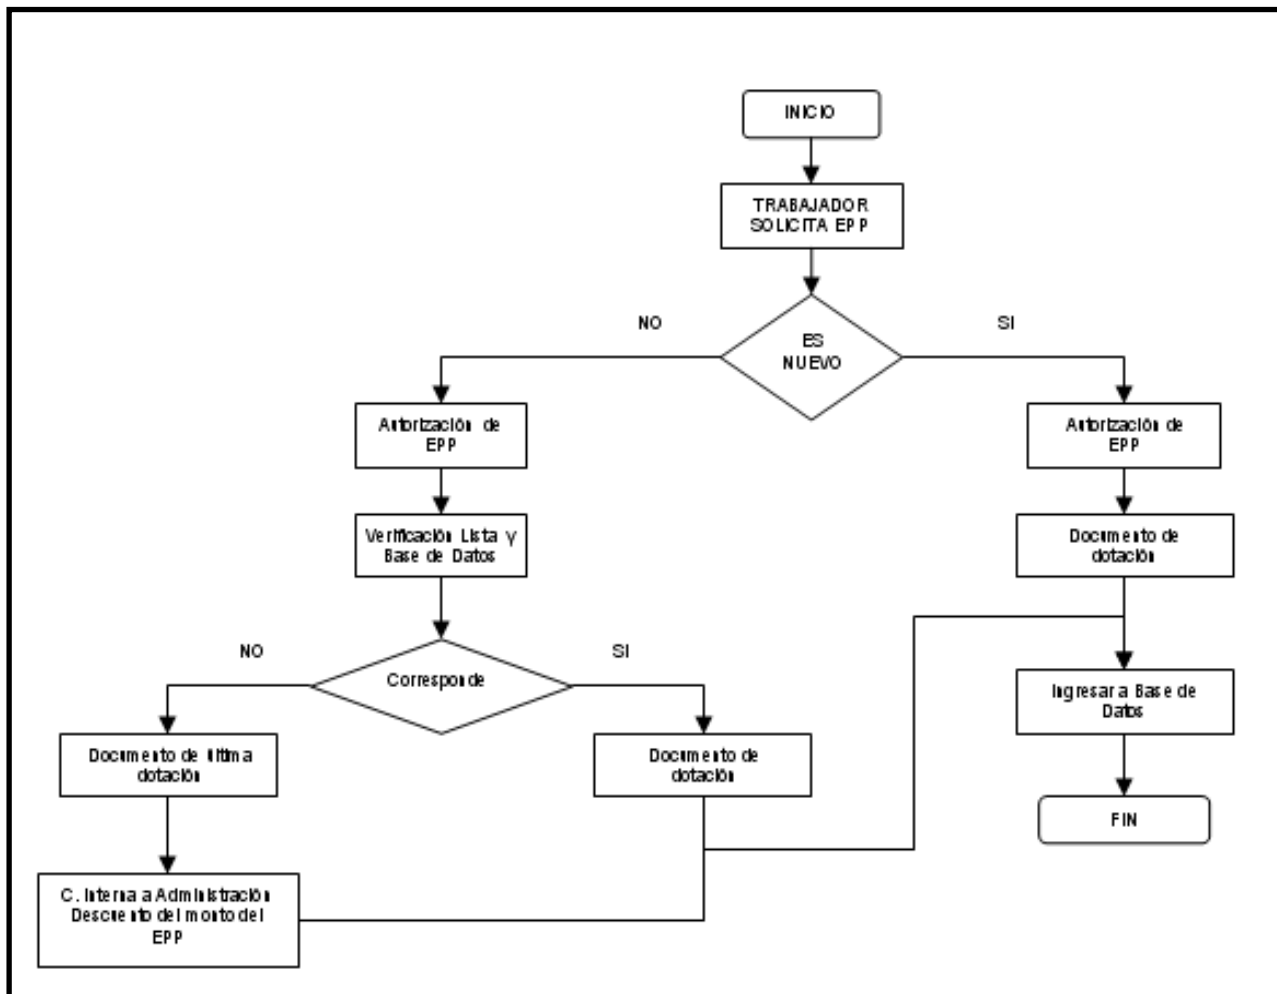 INICIO
TRABAJADOR
SOLICITA EPP
NO
SI
ES
NUEVO
Autorización de
EPP
Autorización de
EPP
Verificación Lista y
Base de Datos
Documento de
dotación
NO
SI
Corresponde
Ingresar a Base de
Datos
Documento de última
dotación
Documento de
dotación
FIN
C. Interna a Administración
Descuento del monto del
EPP